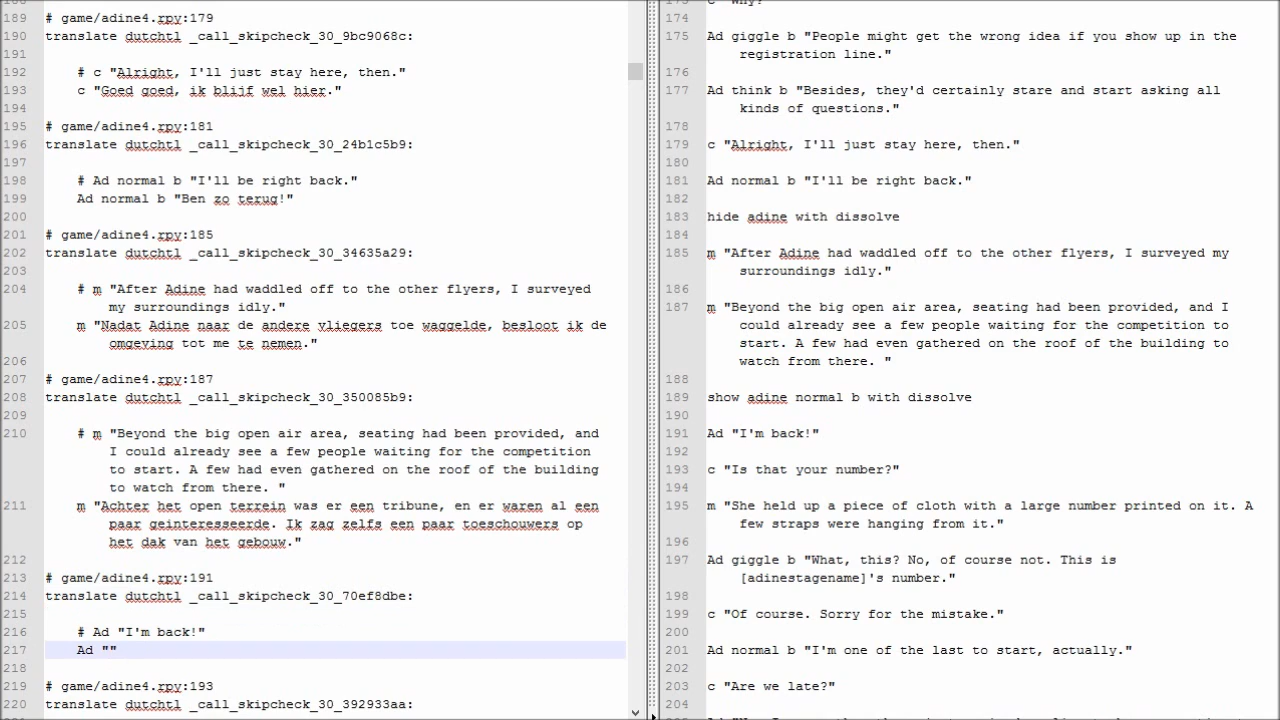 189 # game/adine4.rpy:179
190 translate dutchtl _call_skipcheck_30_9bc9068c:
191
192 # c "Alright, I'll just stay here, then."
193 c "Goed goed, ik blijf wel hier."
194
195 # game/adine4.rpy:181
196 translate dutchtl _call_skipcheck_30_24b1c5b9:
197
198 # Ad normal b "I'll be right back."
199 Ad normal b "Ben zo terug!"
200
201 # game/adine4.rpy:185
202 translate dutchtl _call_skipcheck_30_34635a29:
203
204 # m "After Adine had waddled off to the other flyers, I surveyed
my surroundings idly."
205 m "Nadat Adine naar de andere vliegers toe waggelde, besloot ik de
omgeving tot me te nemen."
206
207 # game/adine4.rpy:187
208 translate dutchtl _call_skipcheck_30_350085b9:
209
210 # m "Beyond the big open air area, seating had been provided, and
I could already see a few people waiting for the competition
to start. A few had even gathered on the roof of the building
to watch from there. "
211 m "Achter het open terrein was er een tribune, en er waren al een
paar geinteresseerde. Ik zag zelfs een paar toeschouwers op
het dak van het gebouw."
212
213 # game/adine4.rpy:191
214 translate dutchtl _call_skipcheck_30_70ef8dbe:
215
216 # Ad "I'm back!"
217 Ad ""
218
219 # game/adine4.rpy:193
220 translate dutchtl _call_skipcheck_30_392933aa:
174
175 Ad giggle b "People might get the wrong idea if you show up in the
registration line."
176
177 Ad think b "Besides, they'd certainly stare and start asking all
kinds of questions."
178
179 c "Alright, I'll just stay here, then."
180
181 Ad normal b "I'll be right back."
182
183 hide adine with dissolve
184
185 m "After Adine had waddled off to the other flyers, I surveyed my
surroundings idly."
186
187 m "Beyond the big open air area, seating had been provided, and I
could already see a few people waiting for the competition to
start. A few had even gathered on the roof of the building to
watch from there. "
188
189 show adine normal b with dissolve
190
191 Ad "I'm back!"
192
193 c "Is that your number?"
194
195 m "She held up a piece of cloth with a large number printed on it. A
few straps were hanging from it."
196
197 Ad giggle b "What, this? No, of course not. This is
[adinestagename]'s number."
198
199 c "Of course. Sorry for the mistake."
200
201 Ad normal b "I'm one of the last to start, actually."
202
203 c "Are we late?"
204